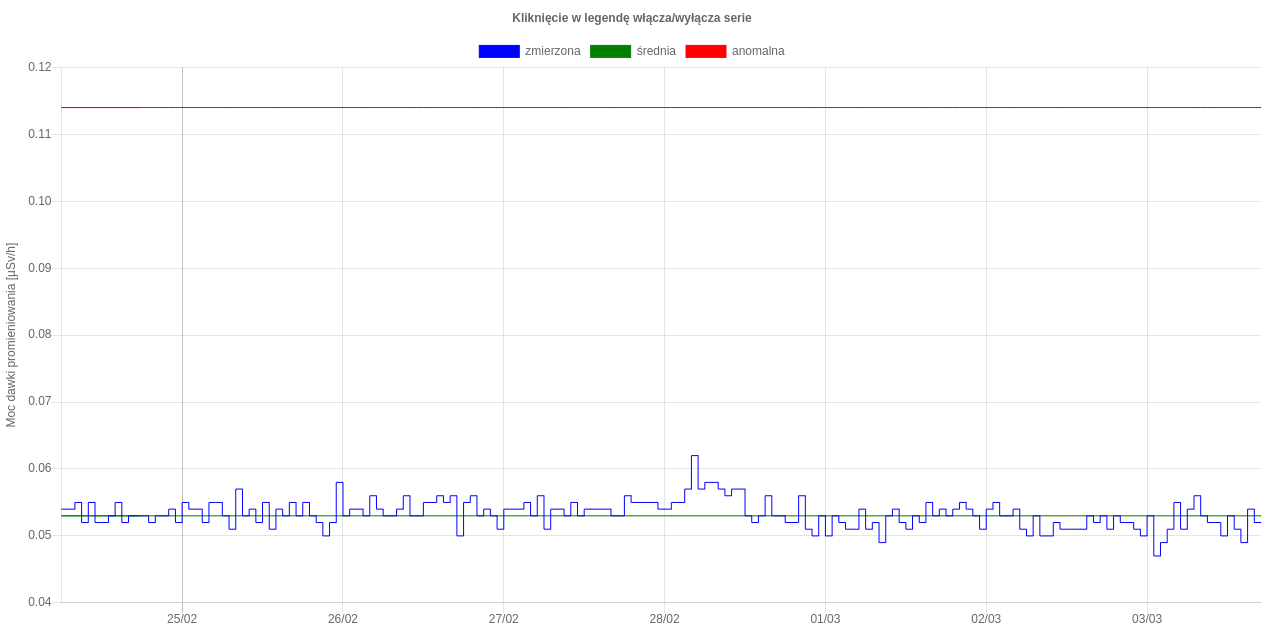 Kliknięcie w legendę włącza/wyłącza serie
zmierzona średnia anomalna
Moc dawki promieniowania [µSv/h]
0.12
0.11
0.10
0.09
0.08
0.07
0.06
0.05
0.04
25/02 26/02 27/02 28/02 01/03 02/03 03/03